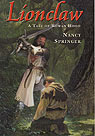 Lionclaw
A TALE OF ROWAN HOOD
NANCY
SPRINGER